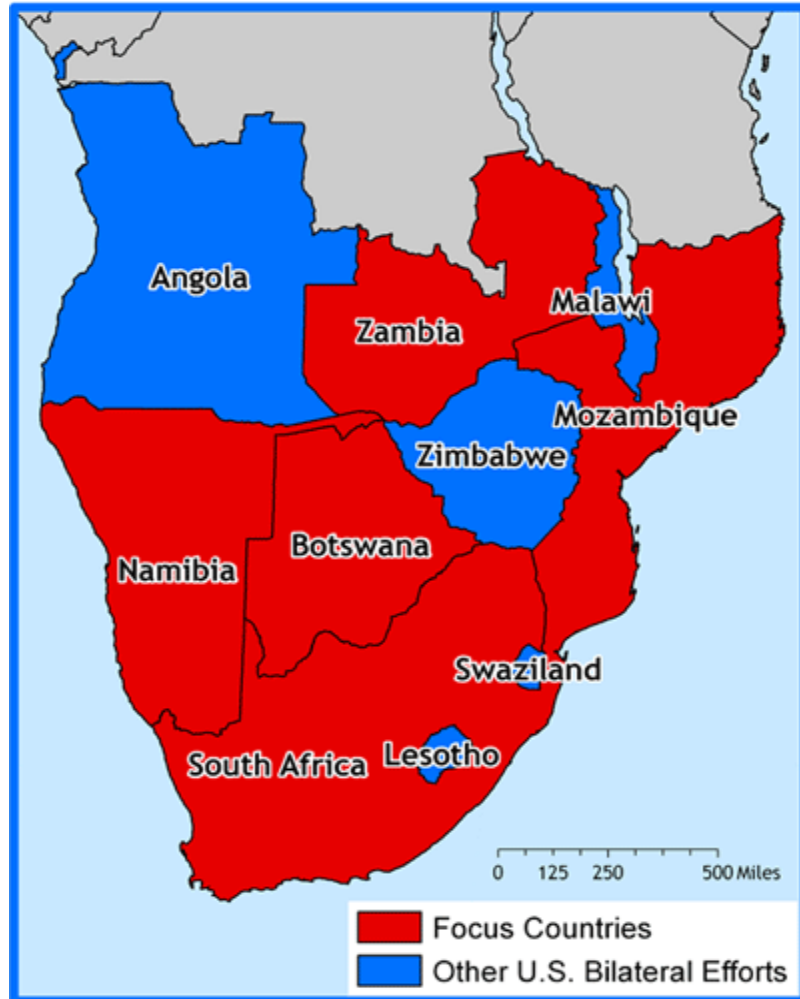 Angola
Malawi
Zambia
Mozambique
Zimbabwe
Botswana
Namibia
Swaziland
Lesotho
South Africa
0 125 250 500 Miles
Focus Countries
Other U.S. Bilateral Efforts